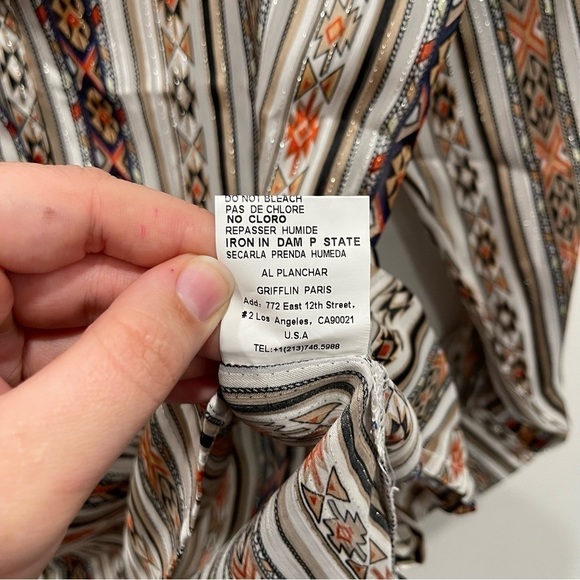 DO NOT BLEACH
PAS DE CHLORE
NO CLORO
REPASSER HUMIDE
IRON IN DAM P STATE
SECARLA PRENDA HUMEDA
AL PLANCHAR
GRIFFLIN PARIS
Add: 772 East 12th Street,
#2 Los Angeles, CA90021
U.S.A
TEL:+1(213)746.5988